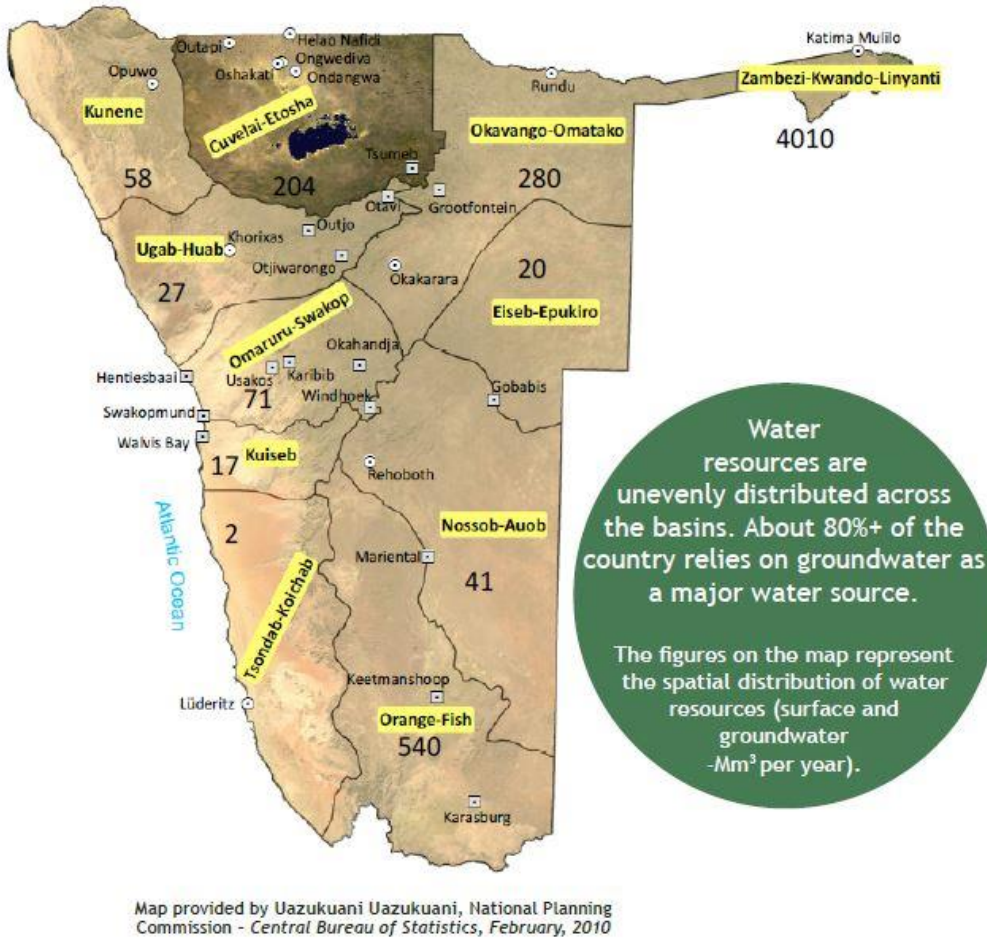 Helao Nafidi
Outapi
Ongwediva
Oshakati
Ondangwa
Katima Mulilo
Opuwo
Rundu
Zambezi-Kwando-Linyanti
Kunene
Cuvelai-Etosha
Okavango-Omatako
4010
Tsumeb
58
204
280
Otavi
Grootfontein
Outjo
Khorixas
Ugab-Huab
Otjiwarongo
Okakarara
20
27
Eiseb-Epukiro
Omaruru-Swakop
Okahandja
Hentiesbaai
Usakos
Karibib
71
Windhoek
Gobabis
Swakopmund
Walvis Bay
17
Kuiseb
Rehoboth
Atlantic Ocean
2
Nossob-Auob
Mariental
41
Tsondab-Koichab
Keetmanshoop
Lüderitz
Orange-Fish
540
Karasburg
Water
resources are
unevenly distributed across
the basins. About 80%+ of the
country relies on groundwater as
a major water source.
The figures on the map represent
the spatial distribution of water
resources (surface and
groundwater
-Mm³ per year).
Map provided by Uazukuani Uazukuani, National Planning
Commission - Central Bureau of Statistics, February, 2010